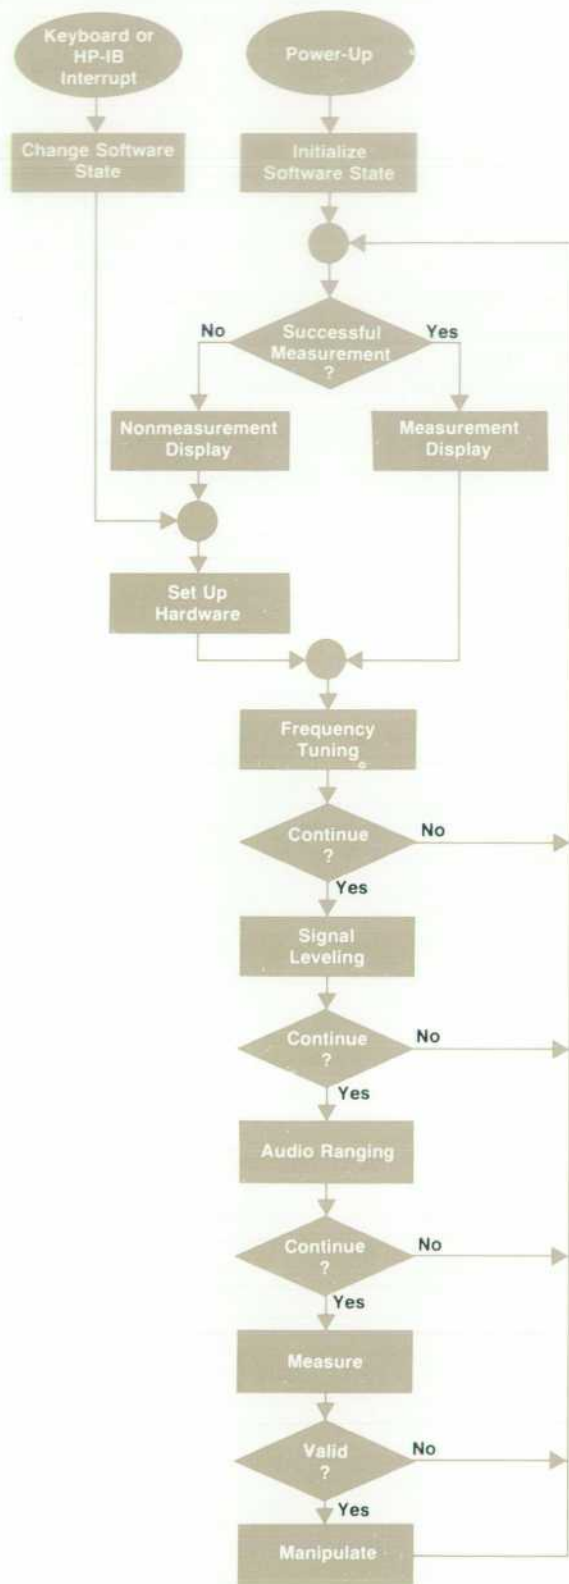 Keyboard or
HP-IB
Interrupt
Power-Up
Change Software
State
Initialize
Software State
No
Successful
Measurement
?
Yes
Nonmeasurement
Display
Measurement
Display
Set Up
Hardware
Frequency
Tuning
Continue
?
No
Yes
Signal
Leveling
Continue
?
No
Yes
Audio Ranging
Continue
?
No
Yes
Measure
Valid
?
No
Yes
Manipulate